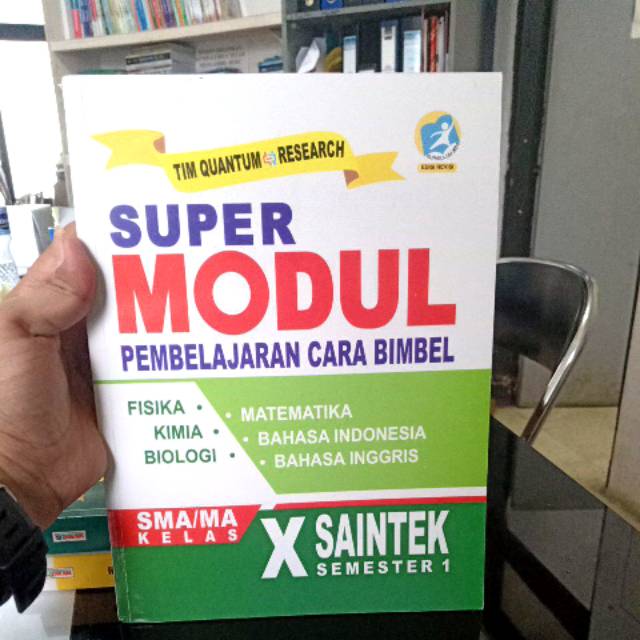 TIM QUANTUM RESEARCH
SUPER
MODUL
PEMBELAJARAN CARA BIMBEL
FISIKA •
KIMIA •
BIOLOGI •
• MATEMATIKA
• BAHASA INDONESIA
• BAHASA INGGRIS
SMA/MA
KELAS
X
SAINTEK
SEMESTER 1